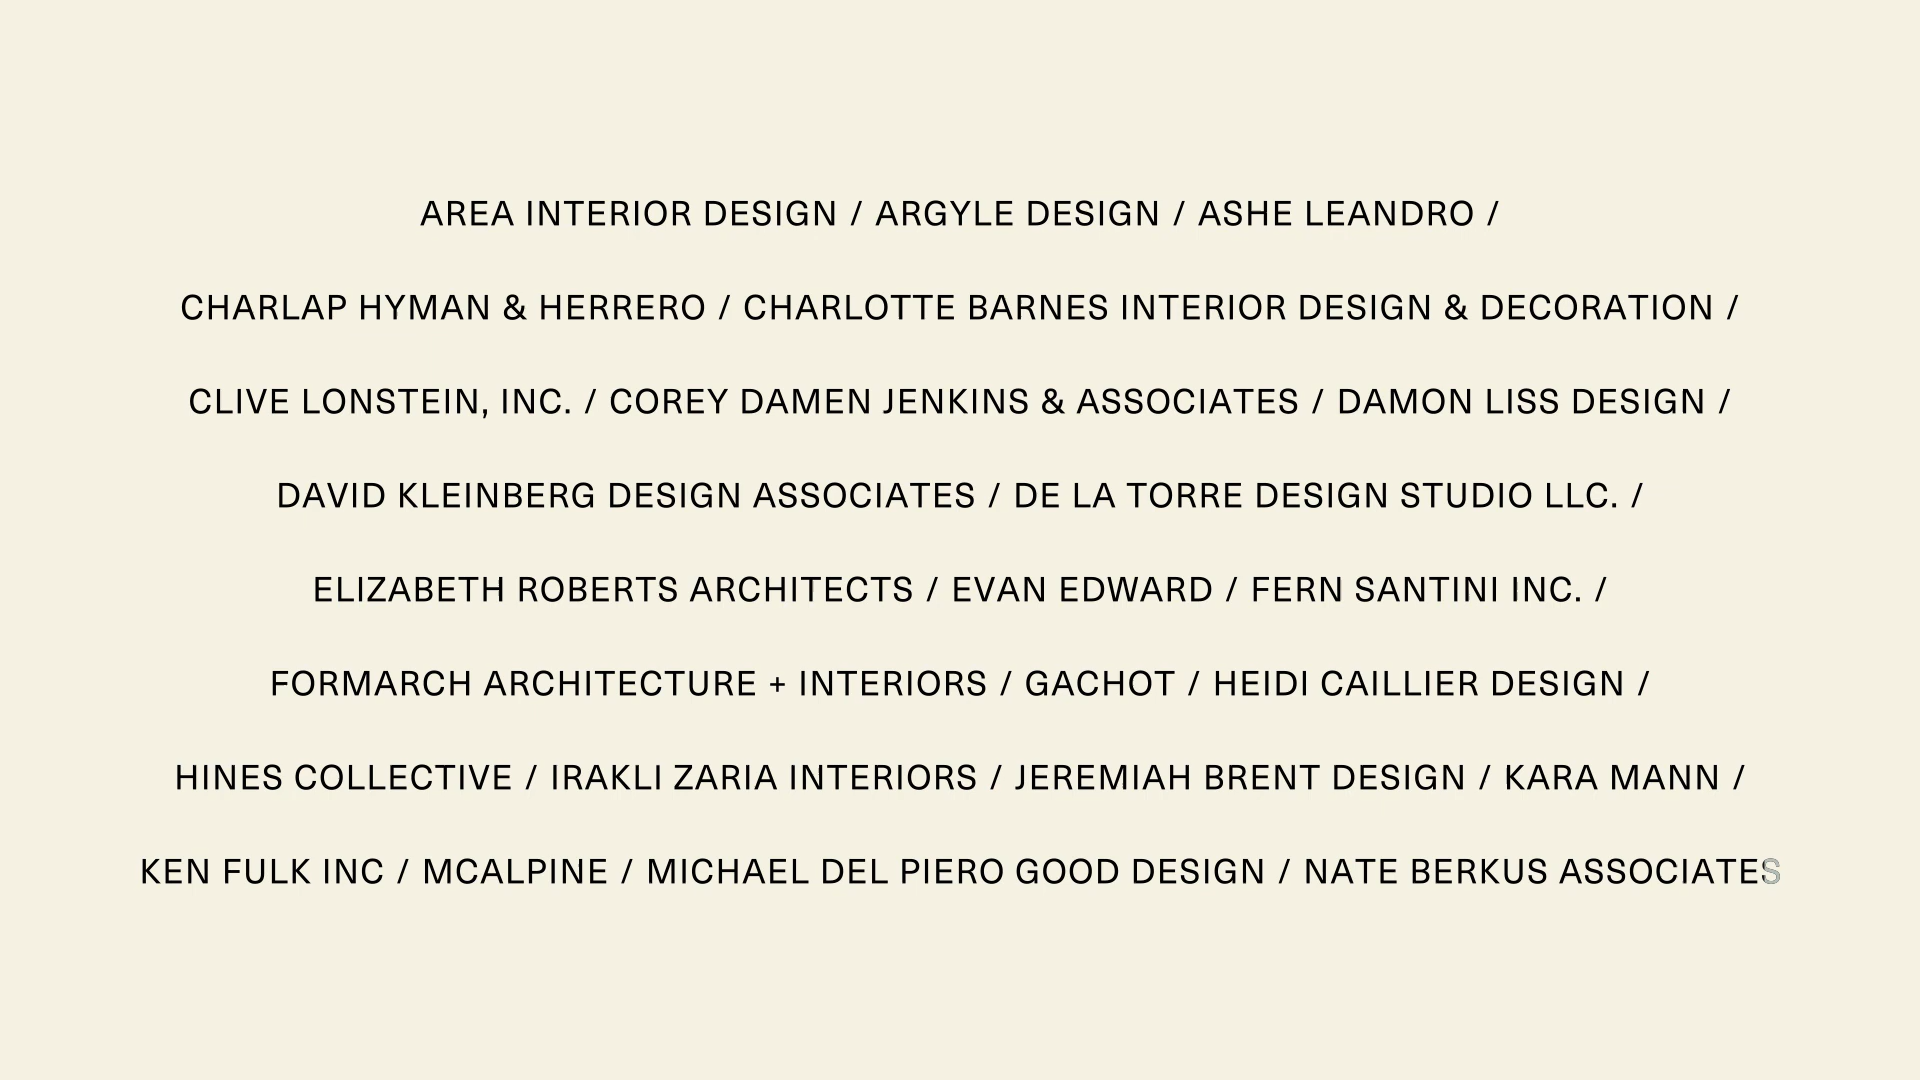 AREA INTERIOR DESIGN / ARGYLE DESIGN / ASHE LEANDRO /
CHARLAP HYMAN & HERRERO / CHARLOTTE BARNES INTERIOR DESIGN & DECORATION /
CLIVE LONSTEIN, INC. / COREY DAMEN JENKINS & ASSOCIATES / DAMON LISS DESIGN /
DAVID KLEINBERG DESIGN ASSOCIATES / DE LA TORRE DESIGN STUDIO LLC. /
ELIZABETH ROBERTS ARCHITECTS / EVAN EDWARD / FERN SANTINI INC. /
FORMARCH ARCHITECTURE + INTERIORS / GACHOT / HEIDI CAILLIER DESIGN /
HINES COLLECTIVE / IRAKLI ZARIA INTERIORS / JEREMIAH BRENT DESIGN / KARA MANN /
KEN FULK INC / MCALPINE / MICHAEL DEL PIERO GOOD DESIGN / NATE BERKUS ASSOCIATES